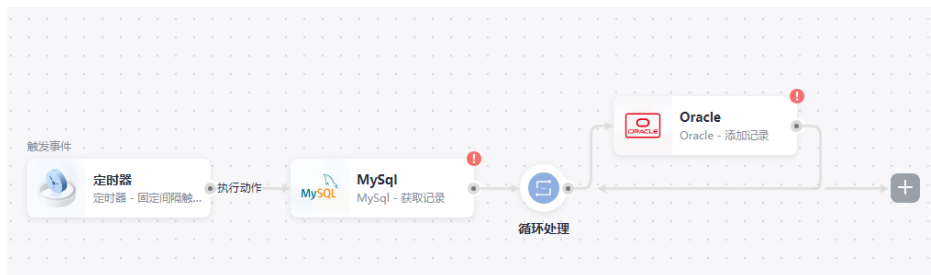 触发事件
定时器
定时器 - 固定间隔触...
执行动作
MySQL
MySql
MySql - 获取记录
!
循环处理
ORACLE
Oracle
Oracle - 添加记录
!